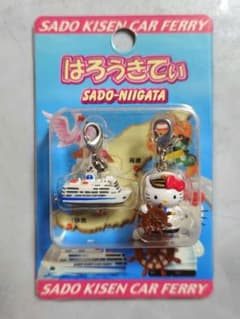 SADO KISEN CAR FERRY
はろうきてぃ
SADO-NIIGATA
SADO KISEN CAR FERRY